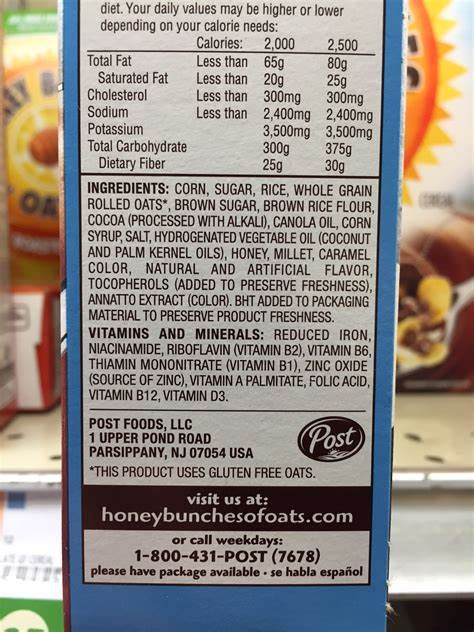 diet. Your daily values may be higher or lower
depending on your calorie needs:
Calories: 2,000 2,500
Total Fat Less than 65g 80g
Saturated Fat Less than 20g 25g
Cholesterol Less than 300mg 300mg
Sodium Less than 2,400mg 2,400mg
Potassium 3,500mg 3,500mg
Total Carbohydrate 300g 375g
Dietary Fiber 25g 30g
INGREDIENTS: CORN, SUGAR, RICE, WHOLE GRAIN
ROLLED OATS*, BROWN SUGAR, BROWN RICE FLOUR,
COCOA (PROCESSED WITH ALKALI), CANOLA OIL, CORN
SYRUP, SALT, HYDROGENATED VEGETABLE OIL (COCONUT
AND PALM KERNEL OILS), HONEY, MILLET, CARAMEL
COLOR, NATURAL AND ARTIFICIAL FLAVOR,
TOCOPHEROLS (ADDED TO PRESERVE FRESHNESS),
ANNATTO EXTRACT (COLOR). BHT ADDED TO PACKAGING
MATERIAL TO PRESERVE PRODUCT FRESHNESS.
VITAMINS AND MINERALS: REDUCED IRON,
NIACINAMIDE, RIBOFLAVIN (VITAMIN B2), VITAMIN B6,
THIAMIN MONONITRATE (VITAMIN B1), ZINC OXIDE
(SOURCE OF ZINC), VITAMIN A PALMITATE, FOLIC ACID,
VITAMIN B12, VITAMIN D3.
POST FOODS, LLC
1 UPPER POND ROAD
PARSIPPANY, NJ 07054 USA
Post
*THIS PRODUCT USES GLUTEN FREE OATS.
visit us at:
honeybunchesofoats.com
or call weekdays:
1-800-431-POST (7678)
please have package available • se habla español